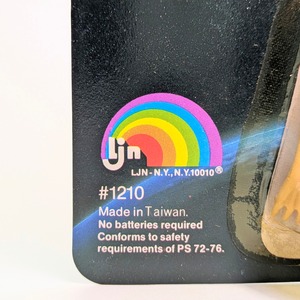 ljn
LJN - N.Y., N.Y. 10010®
#1210
Made in Taiwan.
No batteries required
Conforms to safety
requirements of PS 72-76.